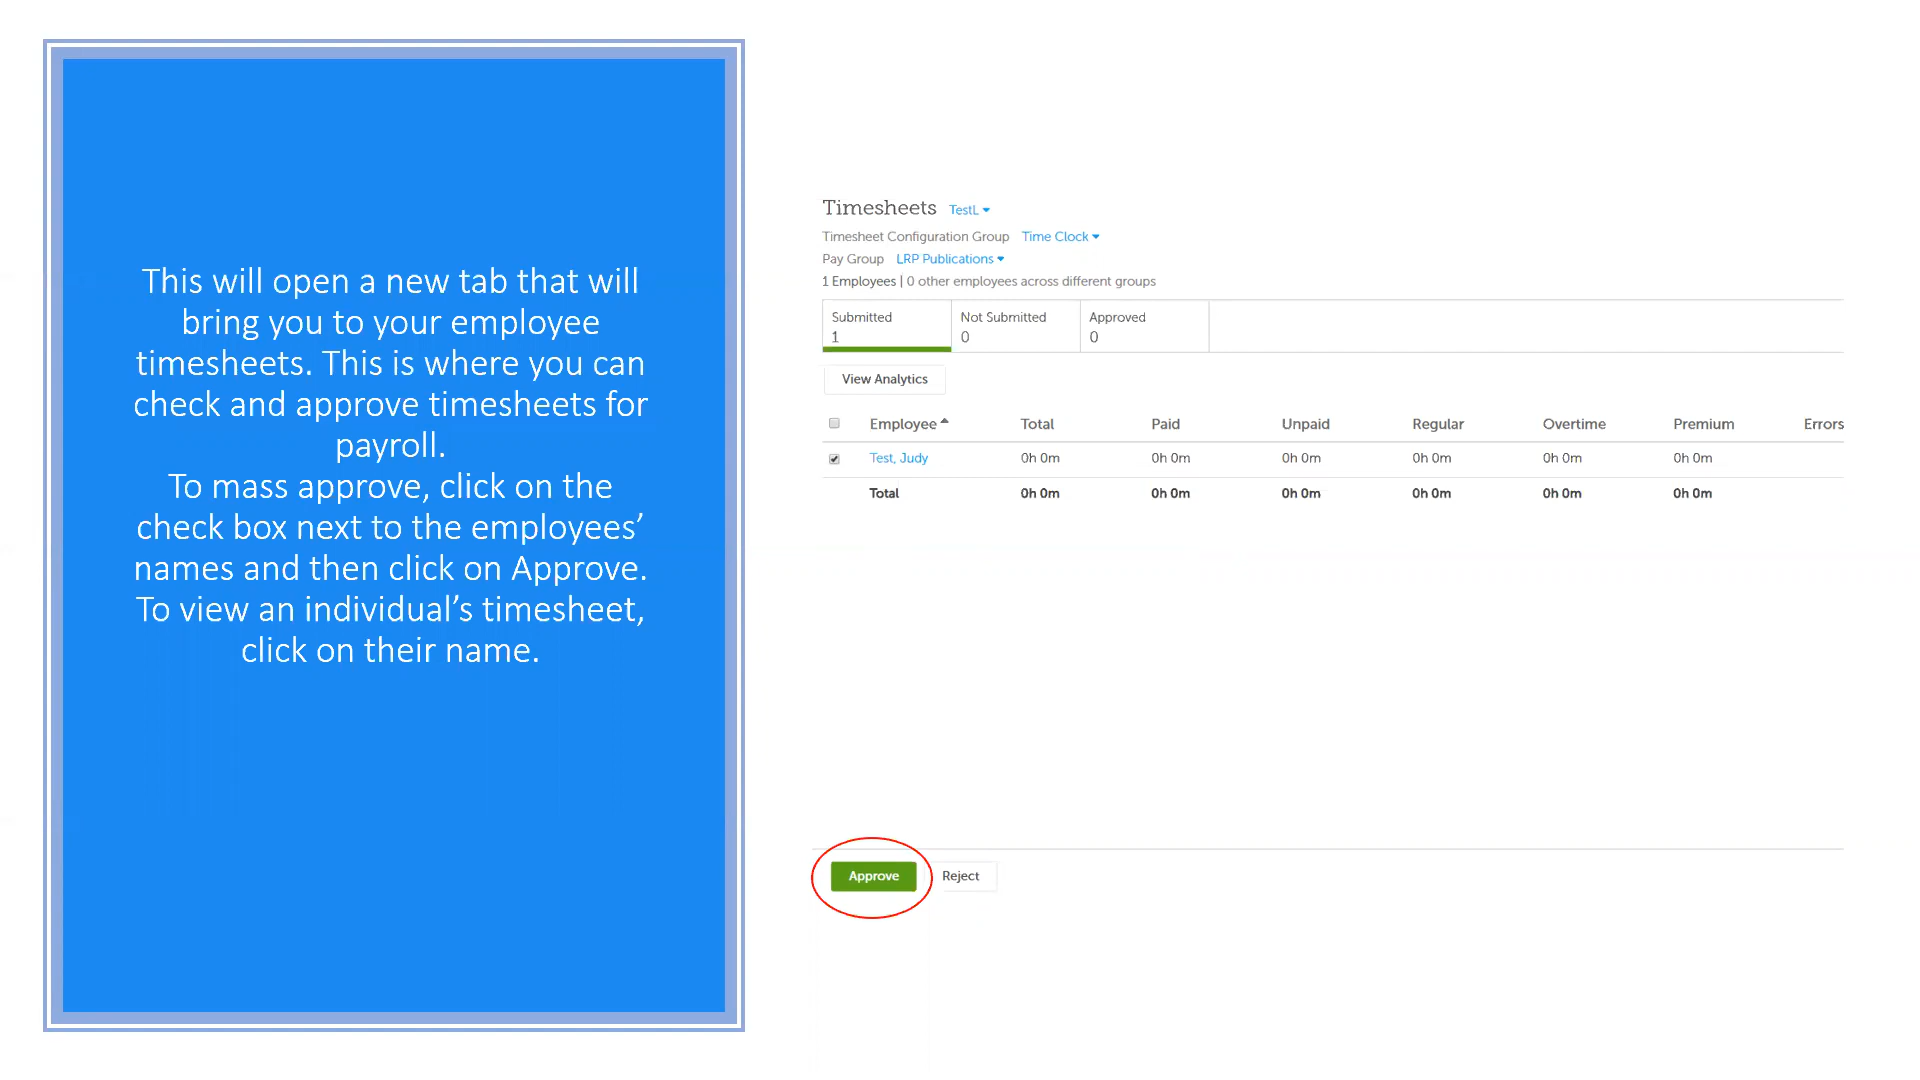 This will open a new tab that will
bring you to your employee
timesheets. This is where you can
check and approve timesheets for
payroll.
To mass approve, click on the
check box next to the employees’
names and then click on Approve.
To view an individual’s timesheet,
click on their name.
Timesheets TestL
Timesheet Configuration Group Time Clock
Pay Group LRP Publications
1 Employees | 0 other employees across different groups
Submitted Not Submitted Approved
1 0 0
View Analytics
Employee Total Paid Unpaid Regular Overtime Premium Errors
Test, Judy 0h 0m 0h 0m 0h 0m 0h 0m 0h 0m 0h 0m
Total 0h 0m 0h 0m 0h 0m 0h 0m 0h 0m 0h 0m
Approve Reject